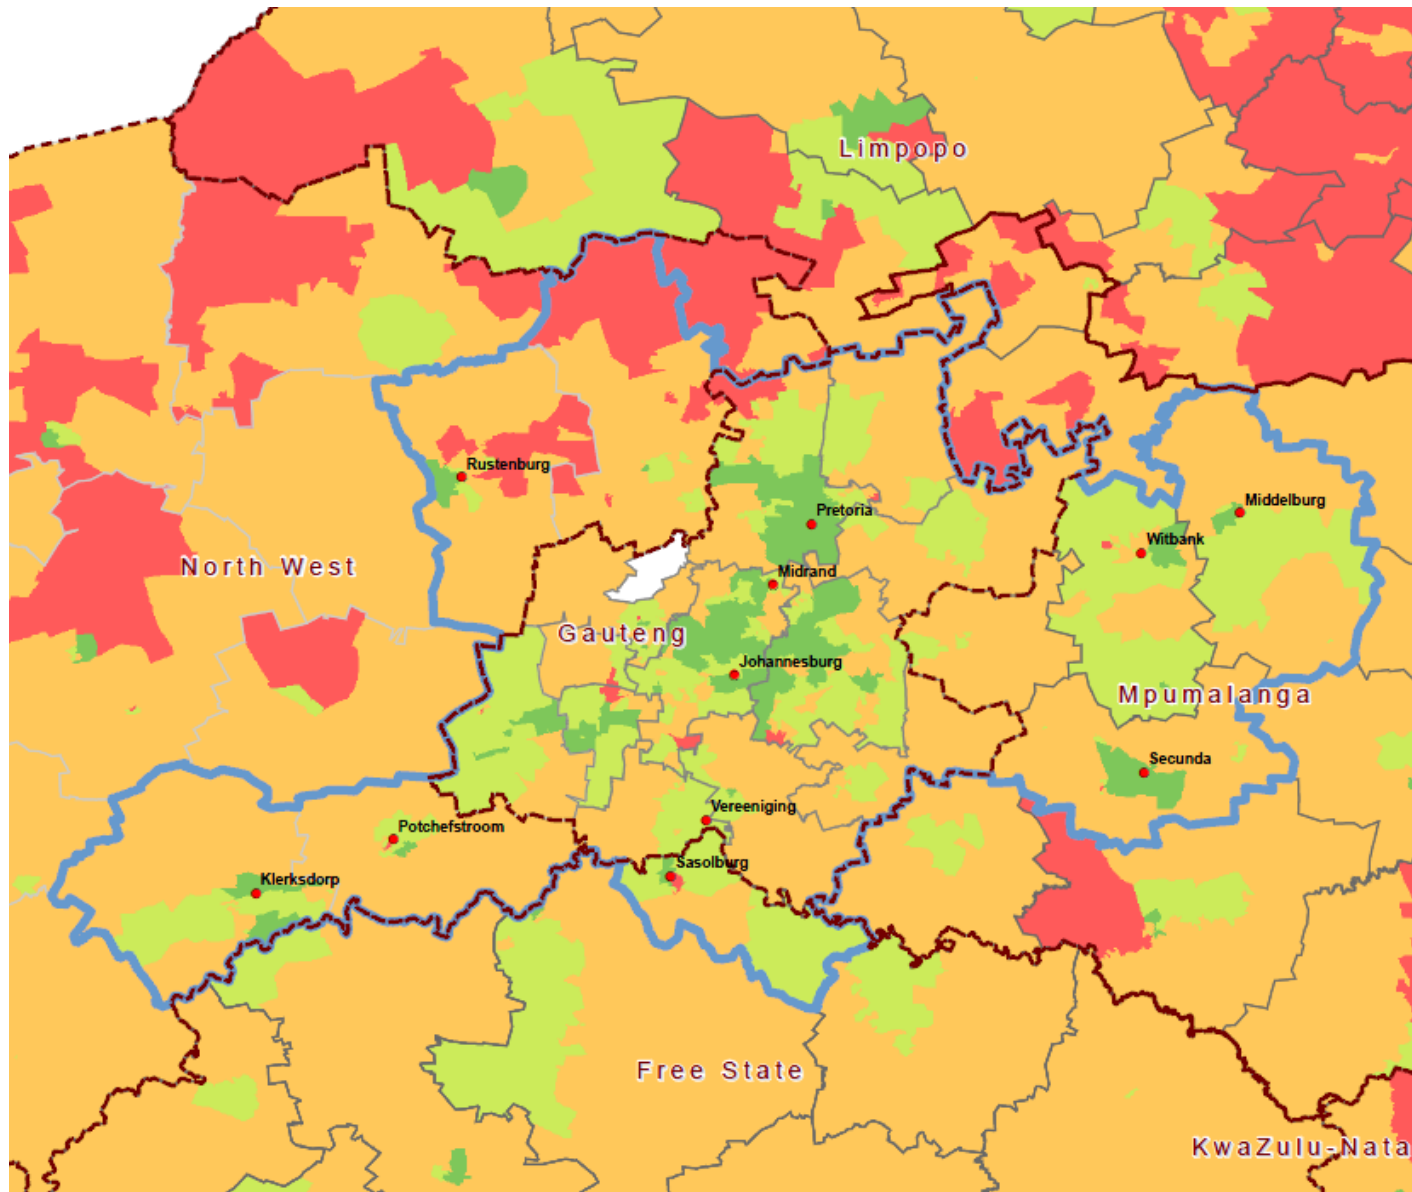 Limpopo
Rustenburg
Middelburg
Pretoria
Witbank
North West
Midrand
Gauteng
Johannesburg
Mpumalanga
Secunda
Vereeniging
Potchefstroom
Sasolburg
Klerksdorp
Free State
KwaZulu-Nata